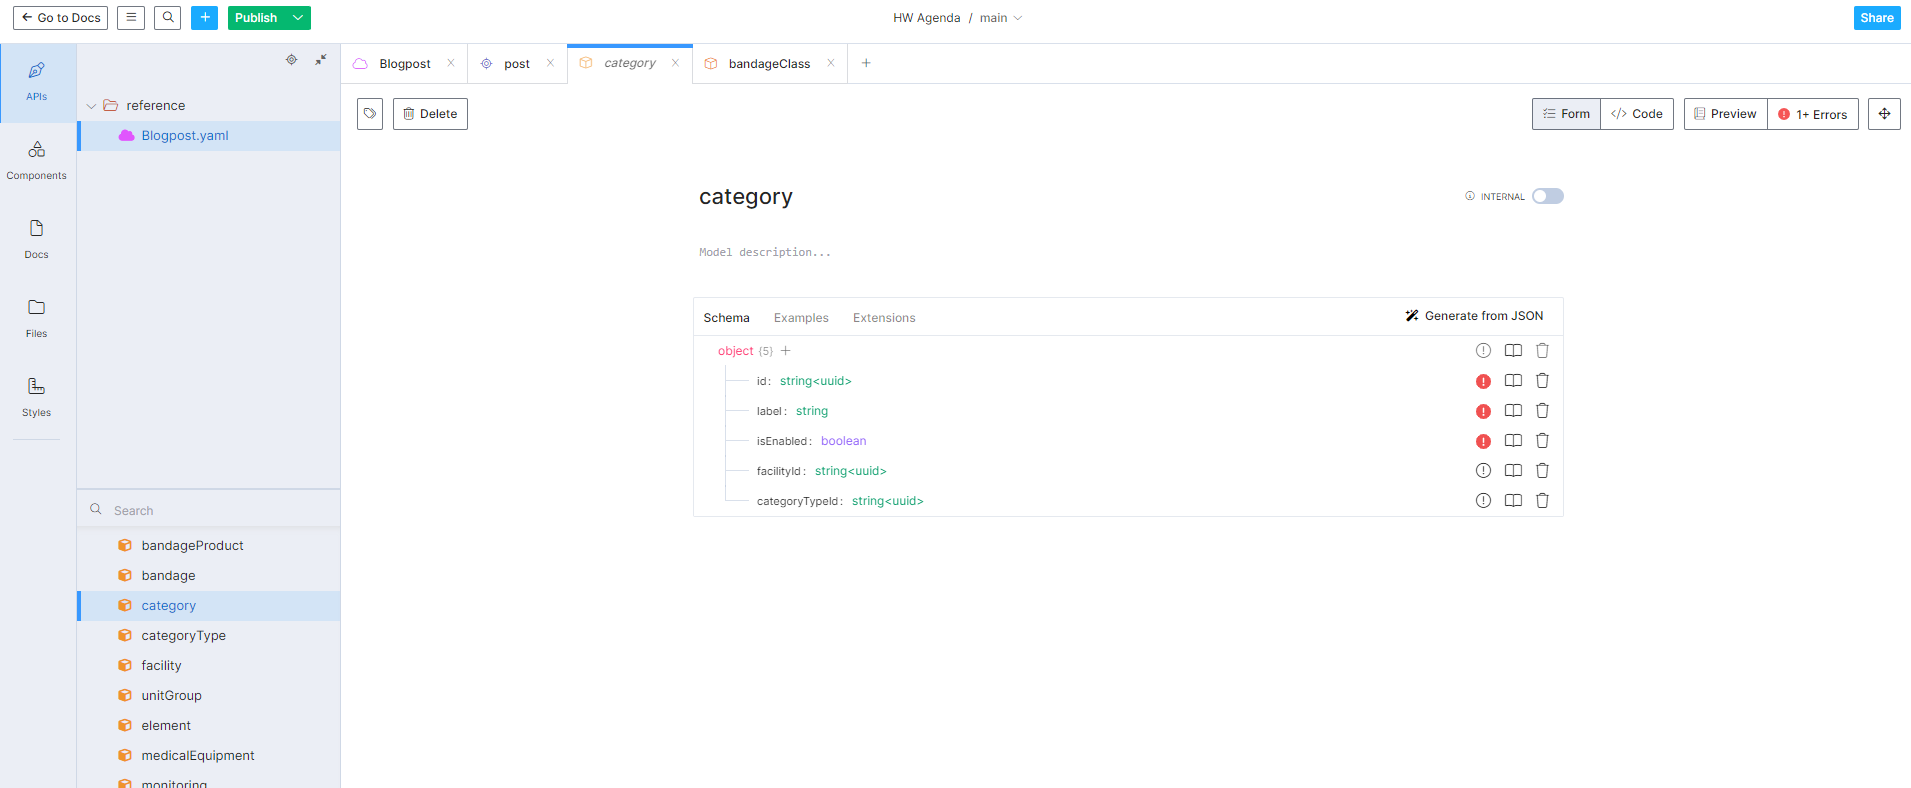 Go to Docs
Publish
HW Agenda / main
Share
APIs
Components
Docs
Files
Styles
reference
Blogpost.yaml
Search
bandageProduct
bandage
category
categoryType
facility
unitGroup
element
medicalEquipment
monitoring
Blogpost
post
category
bandageClass
Delete
Form
Code
Preview
1+ Errors
category
INTERNAL
Model description...
Schema Examples Extensions
Generate from JSON
object {5}
id: string<uuid>
label: string
isEnabled: boolean
facilityId: string<uuid>
categoryTypeId: string<uuid>